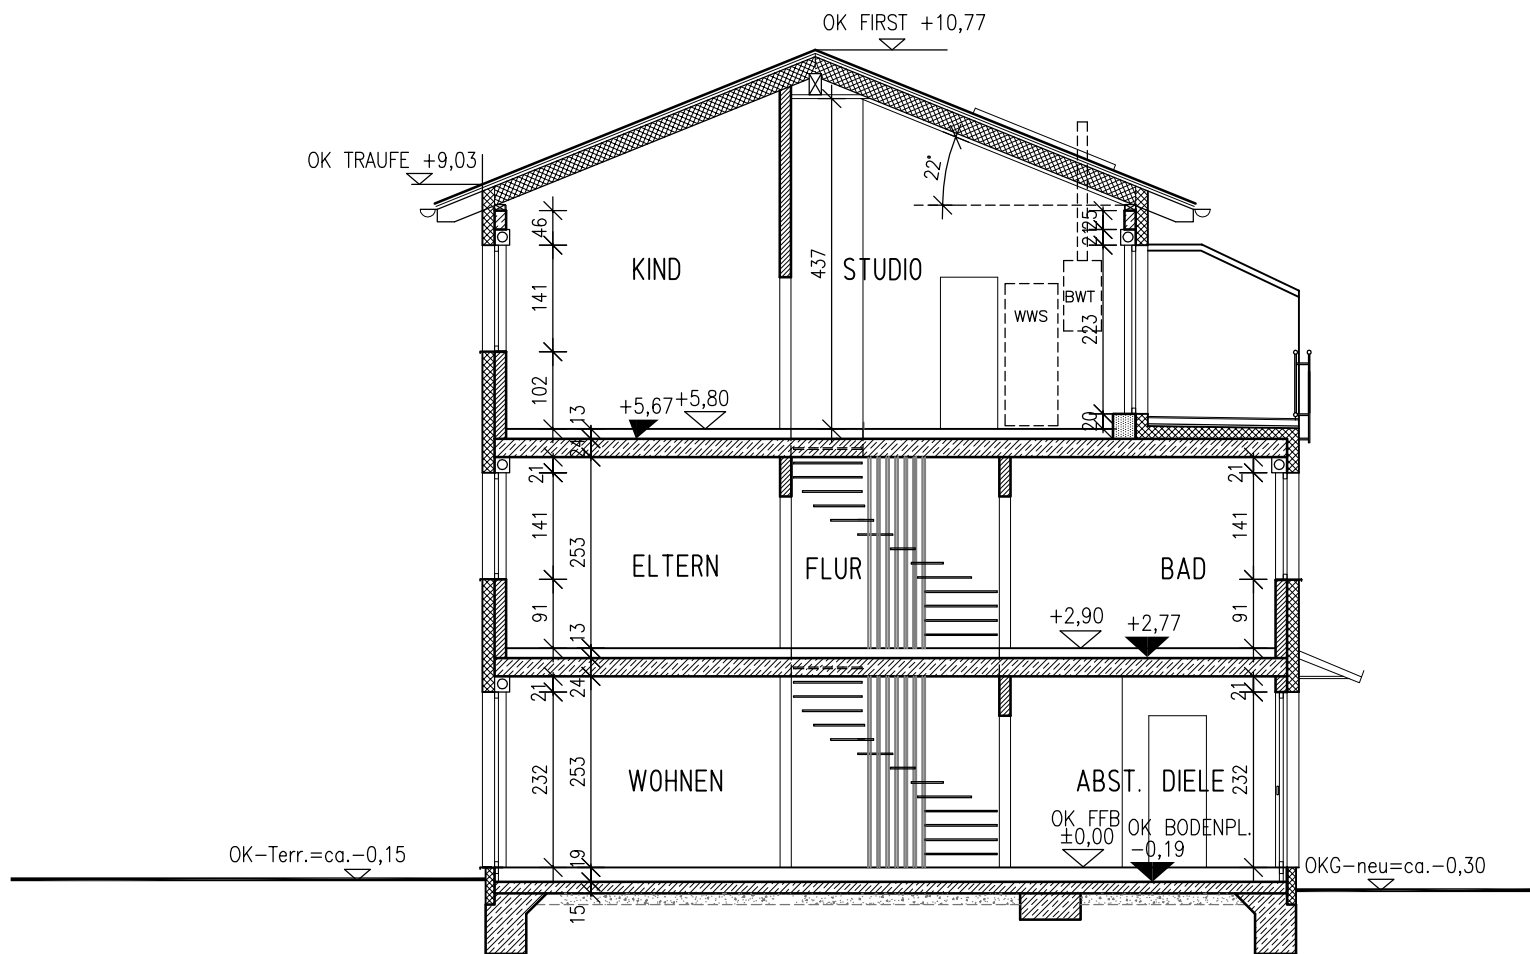 OK FIRST +10,77
OK TRAUFE +9,03
22°
46
25
21
KIND
437
STUDIO
141
BWT
WWS
223
102
+5,67
+5,80
13
20
24
21
21
141
253
141
ELTERN
FLUR
BAD
91
13
+2,90
+2,77
91
21
24
21
WOHNEN
232
253
ABST.
DIELE
232
OK FFB
±0,00
OK BODENPL.
-0,19
OK-Terr.=ca.-0,15
19
OKG-neu=ca.-0,30
15